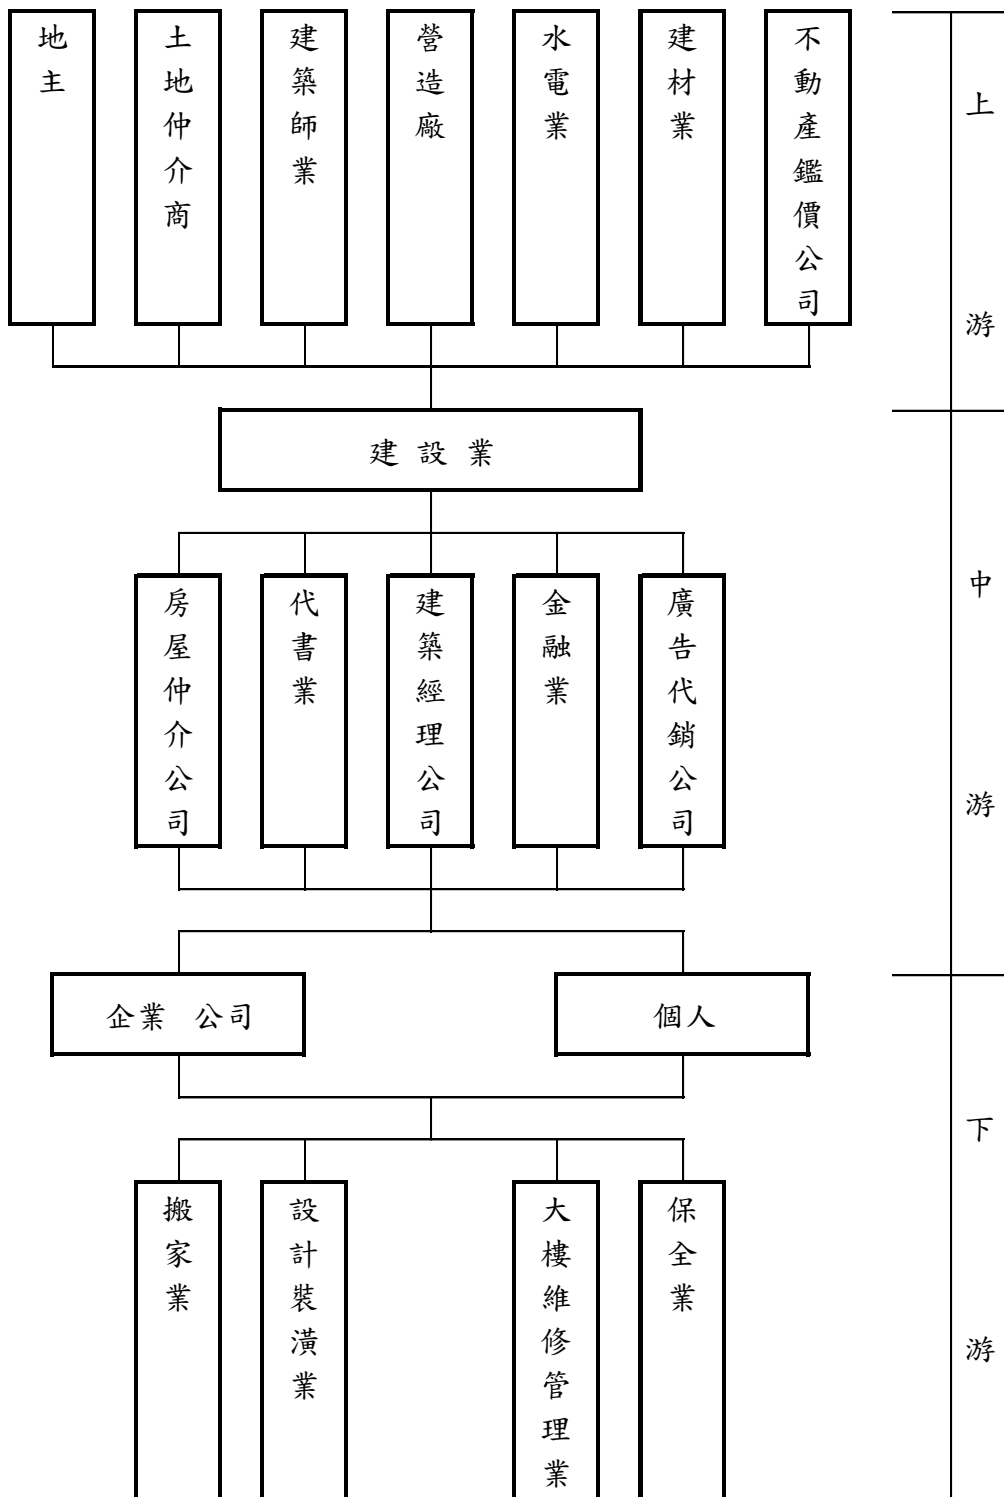 地主
土地仲介商
建築師業
營造廠
水電業
建材業
不動產鑑價公司
上游
建設業
房屋仲介公司
代書業
建築經理公司
金融業
廣告代銷公司
中游
企業 公司
個人
搬家業
設計裝潢業
大樓維修管理業
保全業
下游